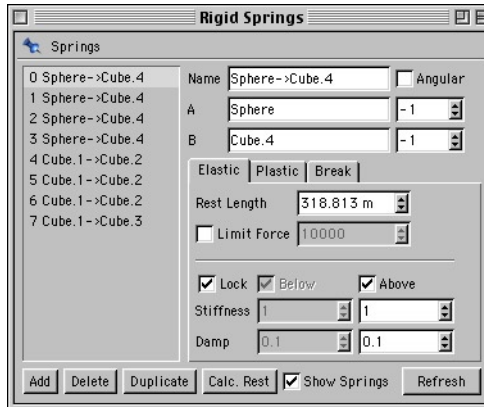 Rigid Springs
Springs
0 Sphere->Cube.4
1 Sphere->Cube.4
2 Sphere->Cube.4
3 Sphere->Cube.4
4 Cube.1->Cube.2
5 Cube.1->Cube.2
6 Cube.1->Cube.2
7 Cube.1->Cube.3
Name Sphere->Cube.4 Angular
A Sphere -1
B Cube.4 -1
Elastic Plastic Break
Rest Length 318.813 m
Limit Force 10000
Lock Below Above
Stiffness 1 1
Damp 0.1 0.1
Add Delete Duplicate Calc. Rest Show Springs Refresh